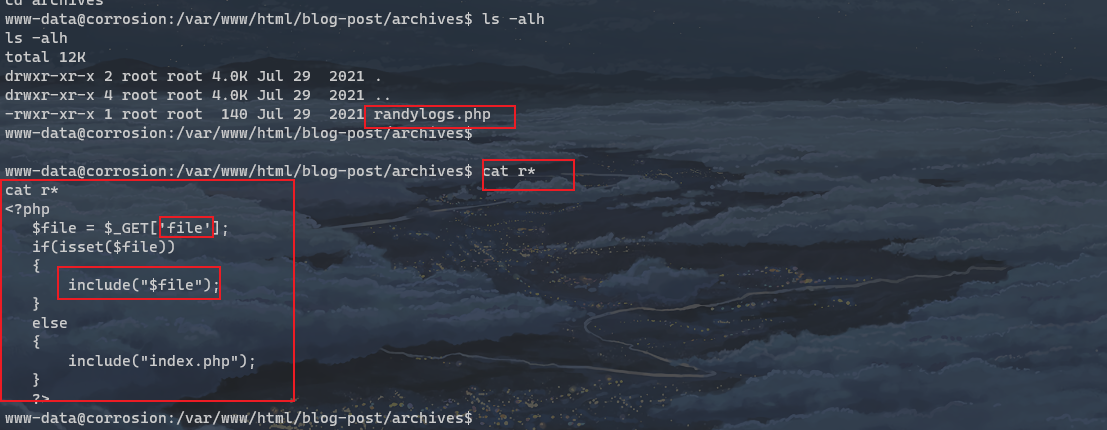 cd archives
www-data@corrosion:/var/www/html/blog-post/archives$ ls -alh
ls -alh
total 12K
drwxr-xr-x 2 root root 4.0K Jul 29  2021 .
drwxr-xr-x 4 root root 4.0K Jul 29  2021 ..
-rwxr-xr-x 1 root root  140 Jul 29  2021 randylogs.php
www-data@corrosion:/var/www/html/blog-post/archives$
www-data@corrosion:/var/www/html/blog-post/archives$ cat r*
cat r*
<?php
   $file = $_GET['file'];
   if(isset($file))
   {
       include("$file");
   }
   else
   {
       include("index.php");
   }
   ?>
www-data@corrosion:/var/www/html/blog-post/archives$